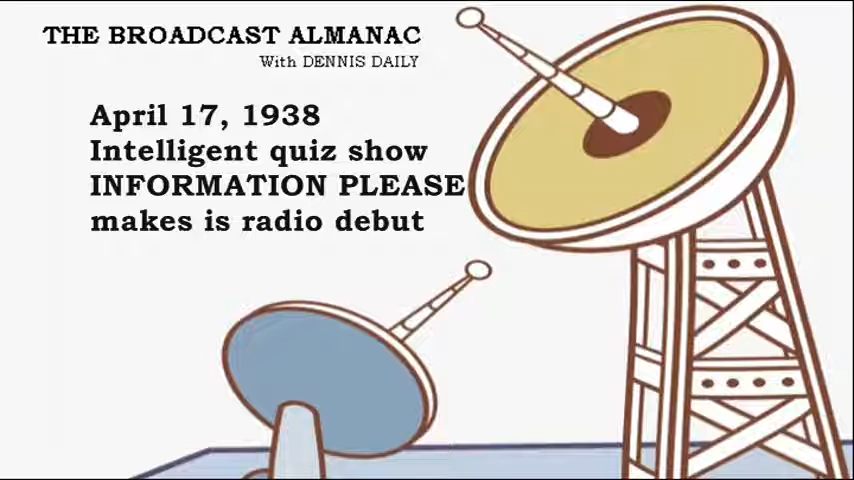 THE BROADCAST ALMANAC
With DENNIS DAILY
April 17, 1938
Intelligent quiz show
INFORMATION PLEASE
makes is radio debut